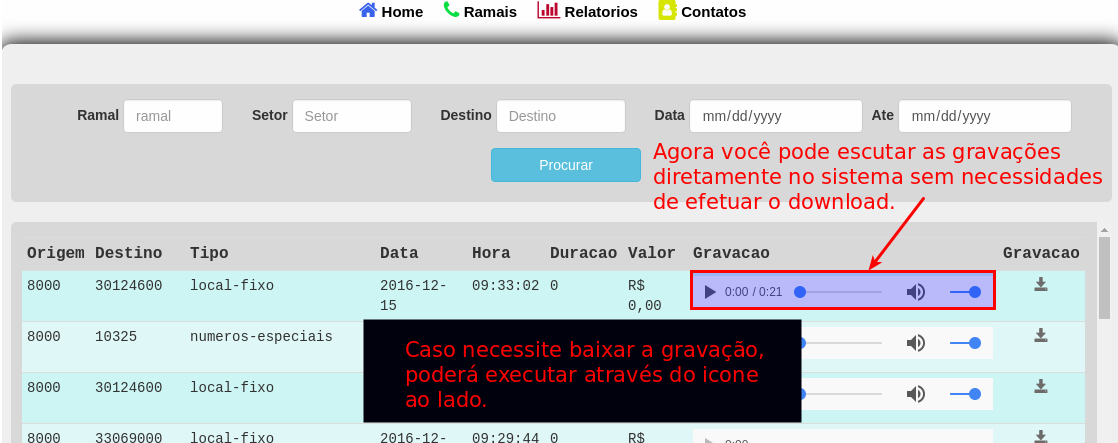 Home Ramais Relatorios Contatos
Ramal ramal Setor Setor Destino Destino Data mm/dd/yyyy Ate mm/dd/yyyy
Procurar
Agora você pode escutar as gravações
diretamente no sistema sem necessidades
de efetuar o download.
Origem Destino Tipo Data Hora Duracao Valor Gravacao Gravacao
8000 30124600 local-fixo 2016-12- 09:33:02 0 R$ 0:00 / 0:21
15 0,00
8000 10325 numeros-especiais
Caso necessite baixar a gravação,
poderá executar através do icone
ao lado.
8000 30124600 local-fixo
8000 33069000 local-fixo 2016-12- 09:29:44 0 R$ 0:00